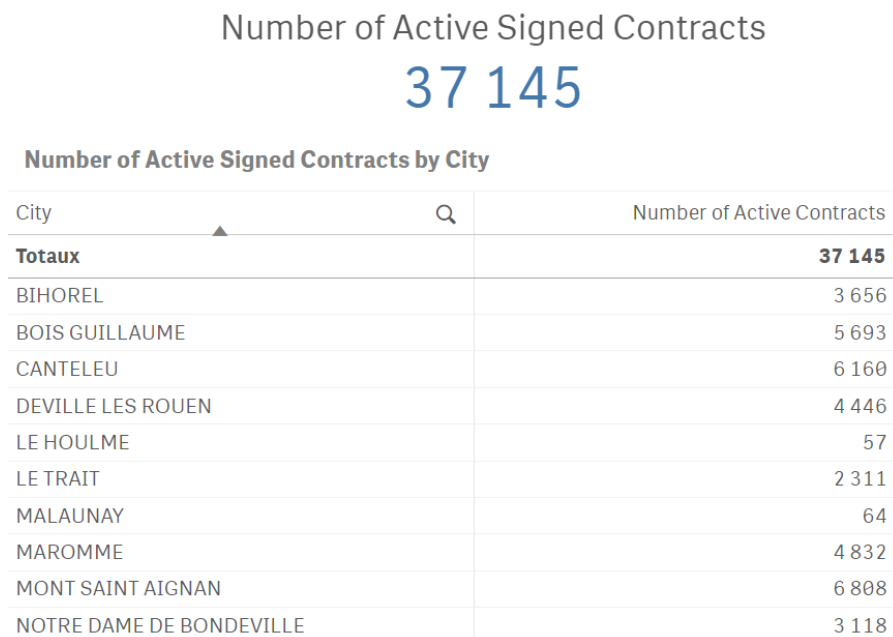 Number of Active Signed Contracts
37 145
Number of Active Signed Contracts by City
City Number of Active Contracts
Totaux 37 145
BIHOREL 3 656
BOIS GUILLAUME 5 693
CANTELEU 6 160
DEVILLE LES ROUEN 4 446
LE HOULME 57
LE TRAIT 2 311
MALAUNAY 64
MAROMME 4 832
MONT SAINT AIGNAN 6 808
NOTRE DAME DE BONDEVILLE 3 118